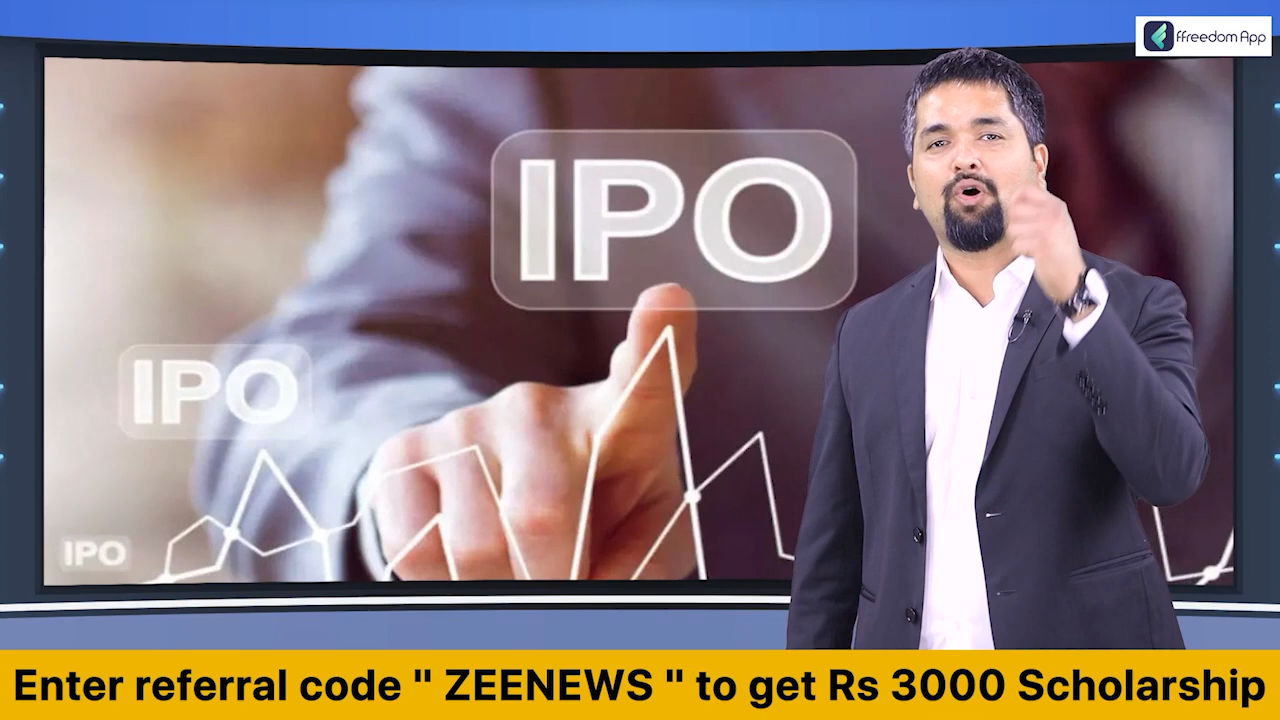 ffreedom App
IPO
IPO
IPO
Enter referral code " ZEENEWS " to get Rs 3000 Scholarship